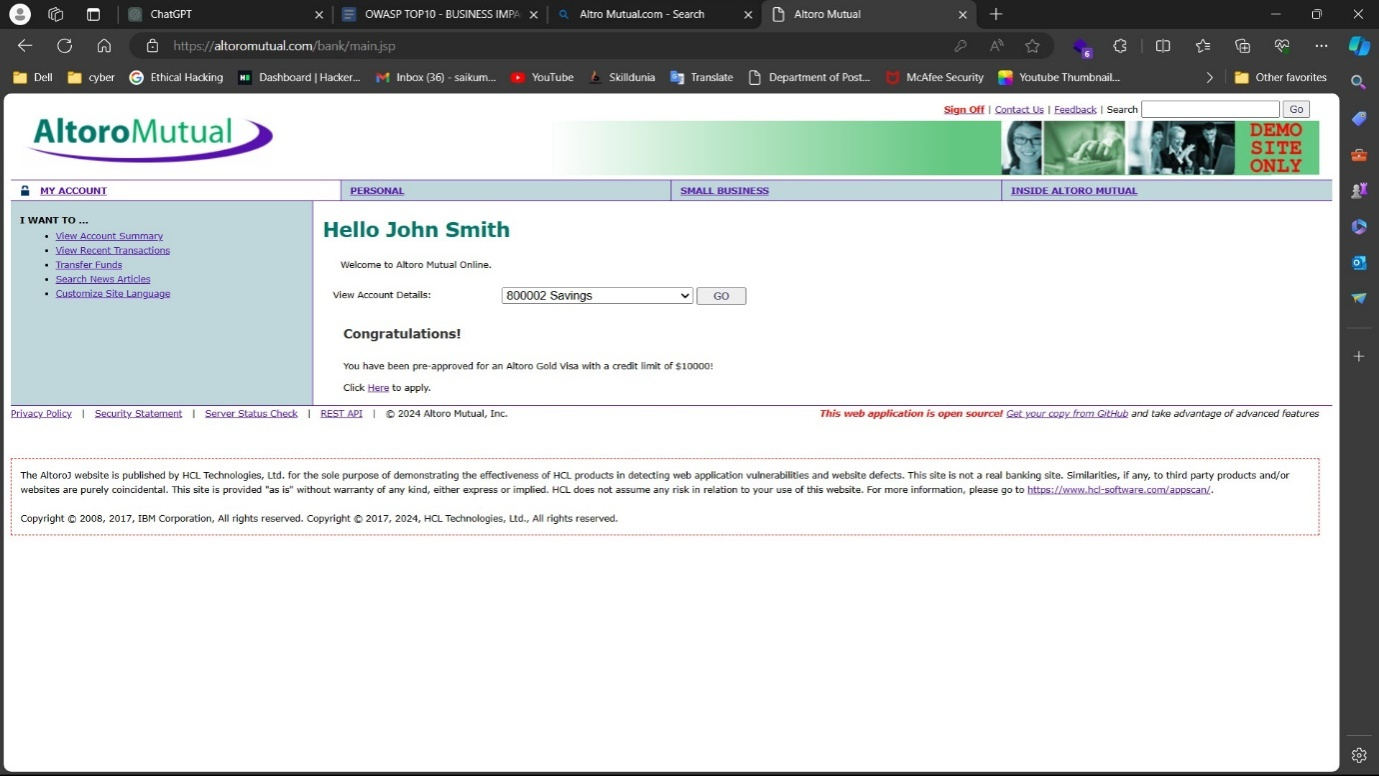 ChatGPT
OWASP TOP10 - BUSINESS IMPA
Altro Mutual.com - Search
Altoro Mutual
https://altoromutual.com/bank/main.jsp
6
Dell
cyber
Ethical Hacking
Dashboard | Hacker...
Inbox (36) - saikum...
YouTube
Skilldunia
Translate
Department of Post...
McAfee Security
Youtube Thumbnail...
Other favorites
Sign Off | Contact Us | Feedback | Search
Go
AltoroMutual
DEMO
SITE
ONLY
MY ACCOUNT
PERSONAL
SMALL BUSINESS
INSIDE ALTORO MUTUAL
I WANT TO ...
View Account Summary
View Recent Transactions
Transfer Funds
Search News Articles
Customize Site Language
Hello John Smith
Welcome to Altoro Mutual Online.
View Account Details: 800002 Savings GO
Congratulations!
You have been pre-approved for an Altoro Gold Visa with a credit limit of $10000!
Click Here to apply.
Privacy Policy | Security Statement | Server Status Check | REST API | © 2024 Altoro Mutual, Inc.
This web application is open source! Get your copy from GitHub and take advantage of advanced features
The AltoroJ website is published by HCL Technologies, Ltd. for the sole purpose of demonstrating the effectiveness of HCL products in detecting web application vulnerabilities and website defects. This site is not a real banking site. Similarities, if any, to third party products and/or
websites are purely coincidental. This site is provided "as is" without warranty of any kind, either express or implied. HCL does not assume any risk in relation to your use of this website. For more information, please go to https://www.hcl-software.com/appscan/.
Copyright © 2008, 2017, IBM Corporation, All rights reserved. Copyright © 2017, 2024, HCL Technologies, Ltd., All rights reserved.